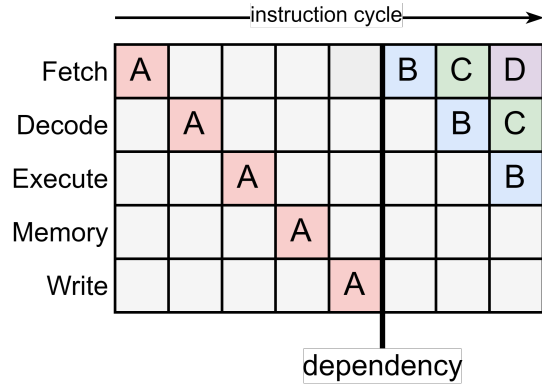 instruction cycle
Fetch A B C D
Decode A B C
Execute A B
Memory A
Write A
dependency